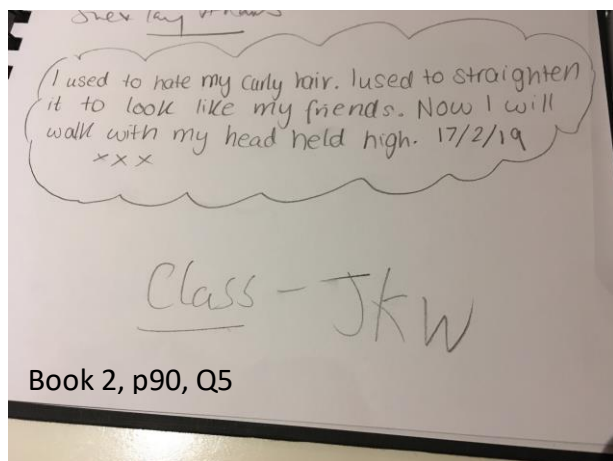 I used to hate my curly hair. I used to straighten
it to look like my friends. Now I will
walk with my head held high. 17/2/19
xxx
Class - JKW
Book 2, p90, Q5